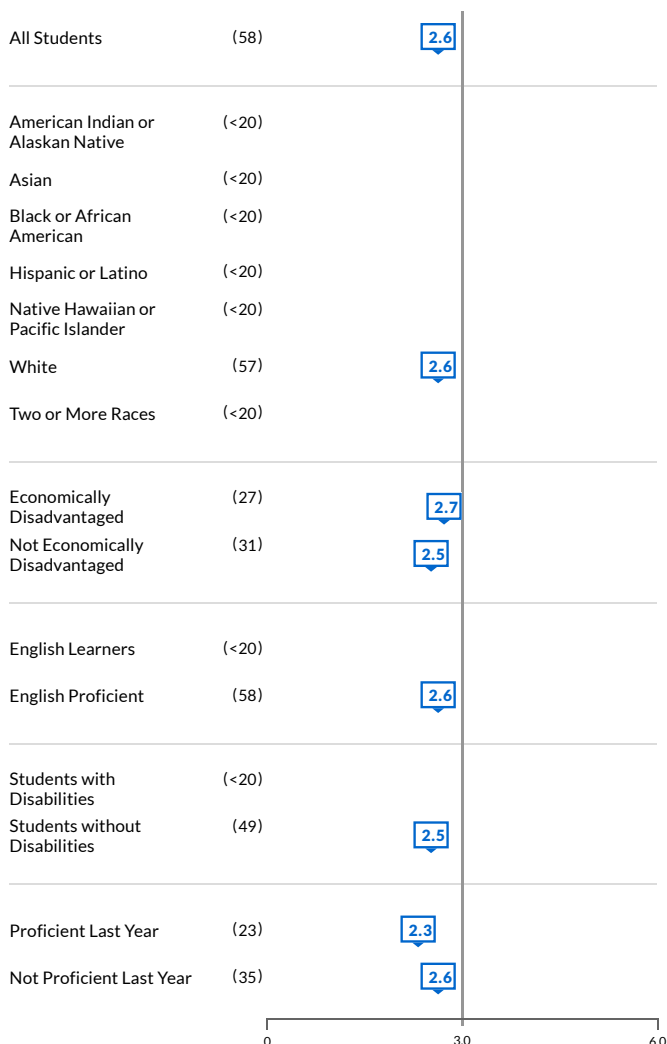 All Students (58) 2.6
American Indian or (<20)
Alaskan Native
Asian (<20)
Black or African (<20)
American
Hispanic or Latino (<20)
Native Hawaiian or (<20)
Pacific Islander
White (57) 2.6
Two or More Races (<20)
Economically (27) 2.7
Disadvantaged
Not Economically (31) 2.5
Disadvantaged
English Learners (<20)
English Proficient (58) 2.6
Students with (<20)
Disabilities
Students without (49) 2.5
Disabilities
Proficient Last Year (23) 2.3
Not Proficient Last Year (35) 2.6
0 3.0 6.0